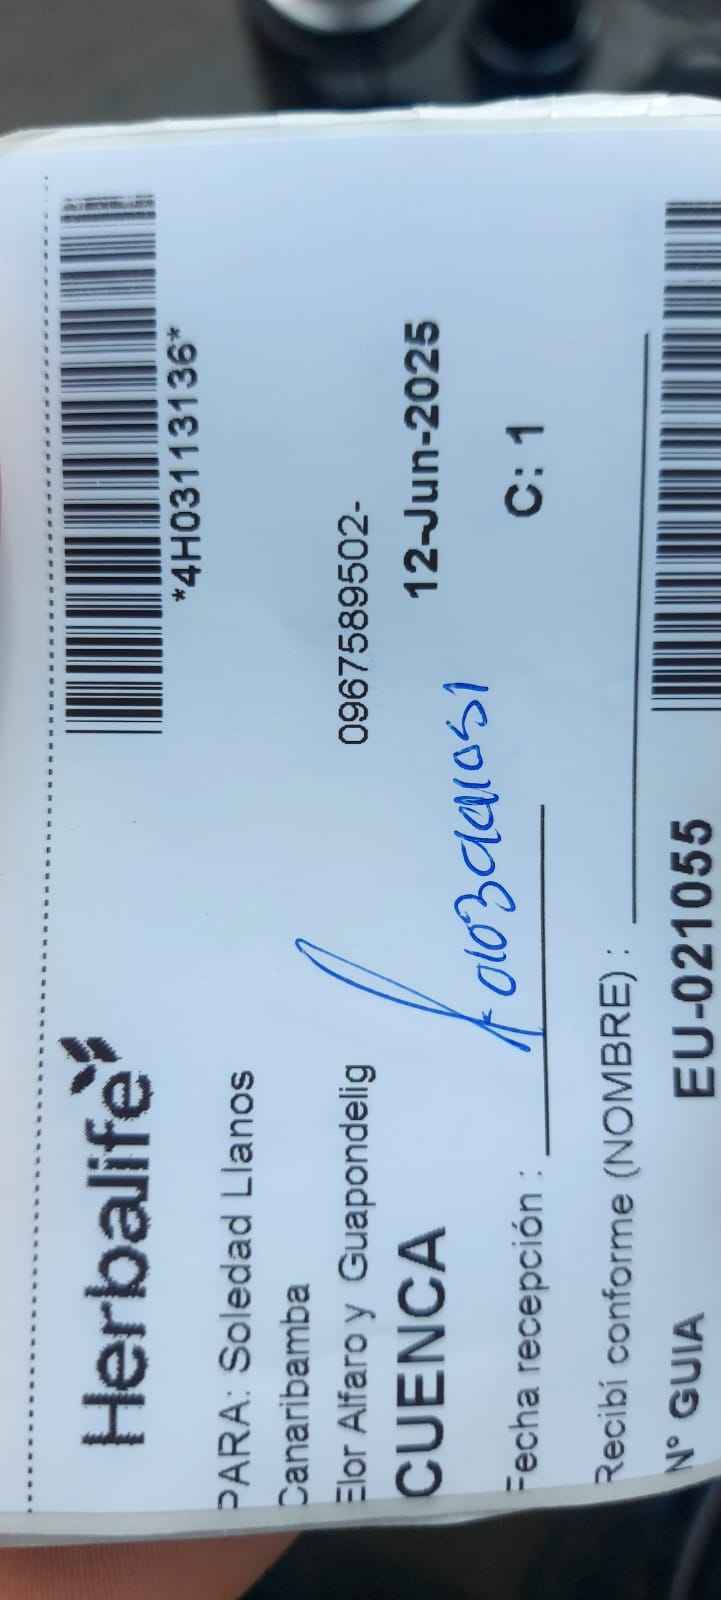 Herbalife
*4H03113136*
PARA: Soledad Llanos
Canaribamba
Elor Alfaro y Guapondelig 0967589502-
CUENCA 12-Jun-2025
Fecha recepción : C: 1
Recibí conforme (NOMBRE) :
Nº GUIA EU-021055